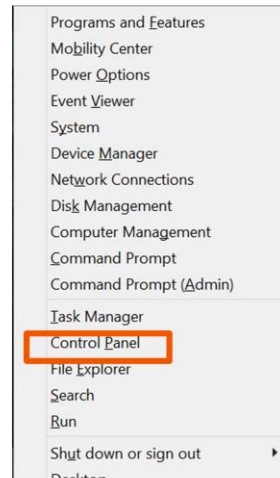 Programs and Features
Mobility Center
Power Options
Event Viewer
System
Device Manager
Network Connections
Disk Management
Computer Management
Command Prompt
Command Prompt (Admin)
Task Manager
Control Panel
File Explorer
Search
Run
Shut down or sign out
Desktop